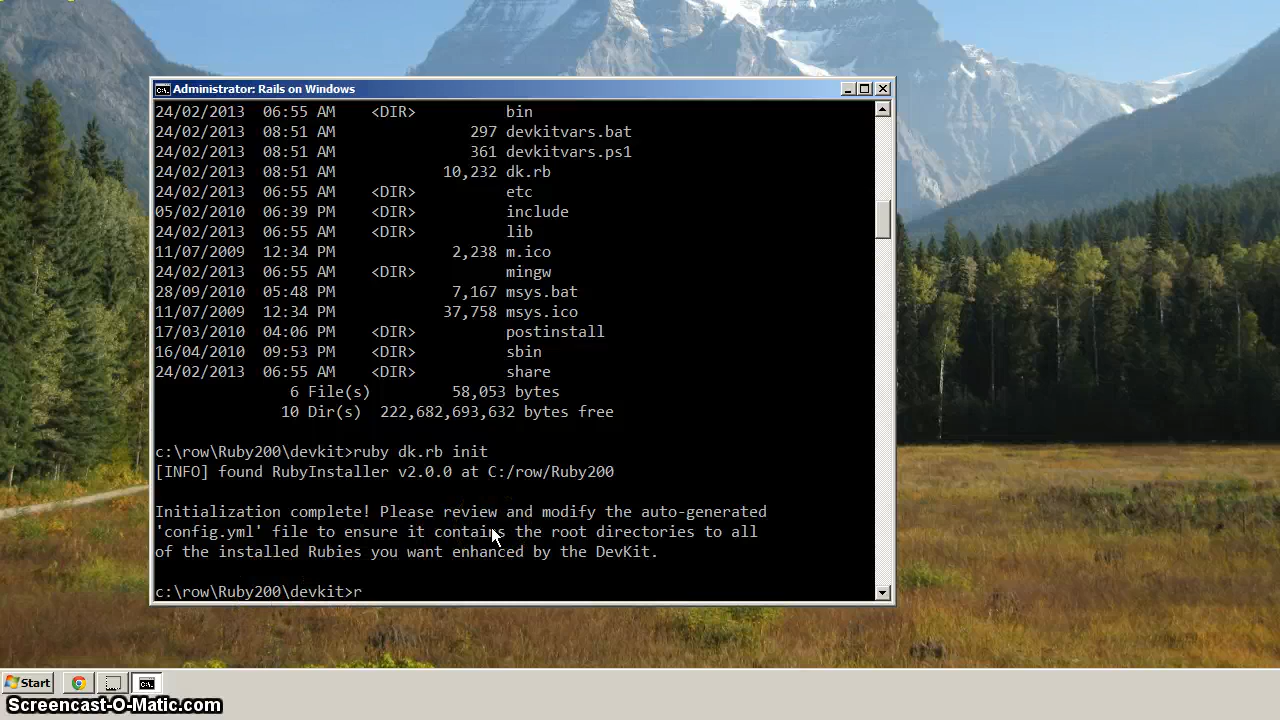 Administrator: Rails on Windows
24/02/2013  06:55 AM    <DIR>          bin
24/02/2013  08:51 AM               297 devkitvars.bat
24/02/2013  08:51 AM               361 devkitvars.ps1
24/02/2013  08:51 AM            10,232 dk.rb
24/02/2013  06:55 AM    <DIR>          etc
05/02/2010  06:39 PM    <DIR>          include
24/02/2013  06:55 AM    <DIR>          lib
11/07/2009  12:34 PM             2,238 m.ico
24/02/2013  06:55 AM    <DIR>          mingw
28/09/2010  05:48 PM             7,167 msys.bat
11/07/2009  12:34 PM            37,758 msys.ico
17/03/2010  04:06 PM    <DIR>          postinstall
16/04/2010  09:53 PM    <DIR>          sbin
24/02/2013  06:55 AM    <DIR>          share
               6 File(s)         58,053 bytes
              10 Dir(s)  222,682,693,632 bytes free
c:\row\Ruby200\devkit>ruby dk.rb init
[INFO] found RubyInstaller v2.0.0 at C:/row/Ruby200
Initialization complete! Please review and modify the auto-generated
'config.yml' file to ensure it contains the root directories to all
of the installed Rubies you want enhanced by the DevKit.
c:\row\Ruby200\devkit>r
Start
Screencast-O-Matic.com